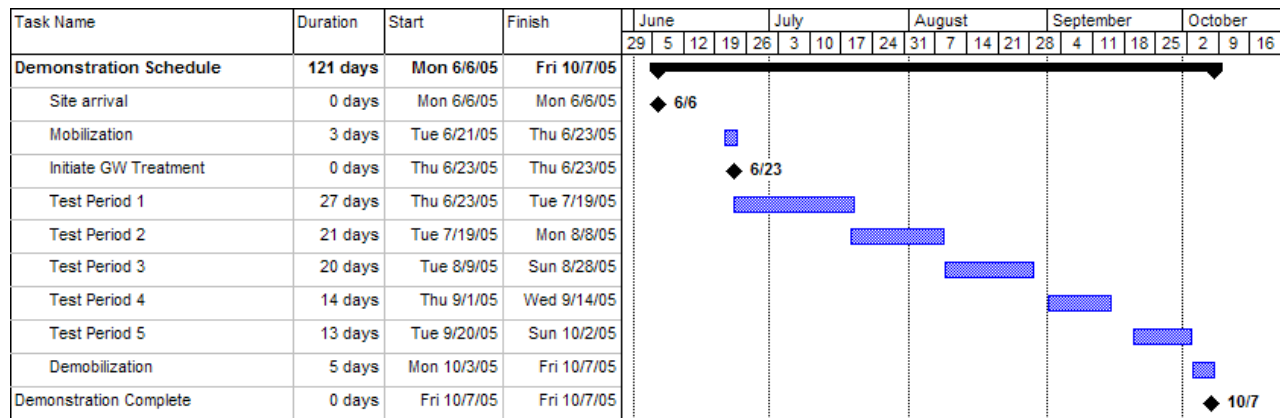 Task Name Duration Start Finish June July August September October
29 5 12 19 26 3 10 17 24 31 7 14 21 28 4 11 18 25 2 9 16
Demonstration Schedule 121 days Mon 6/6/05 Fri 10/7/05
Site arrival 0 days Mon 6/6/05 Mon 6/6/05 6/6
Mobilization 3 days Tue 6/21/05 Thu 6/23/05
Initiate GW Treatment 0 days Thu 6/23/05 Thu 6/23/05 6/23
Test Period 1 27 days Thu 6/23/05 Tue 7/19/05
Test Period 2 21 days Tue 7/19/05 Mon 8/8/05
Test Period 3 20 days Tue 8/9/05 Sun 8/28/05
Test Period 4 14 days Thu 9/1/05 Wed 9/14/05
Test Period 5 13 days Tue 9/20/05 Sun 10/2/05
Demobilization 5 days Mon 10/3/05 Fri 10/7/05
Demonstration Complete 0 days Fri 10/7/05 Fri 10/7/05 10/7